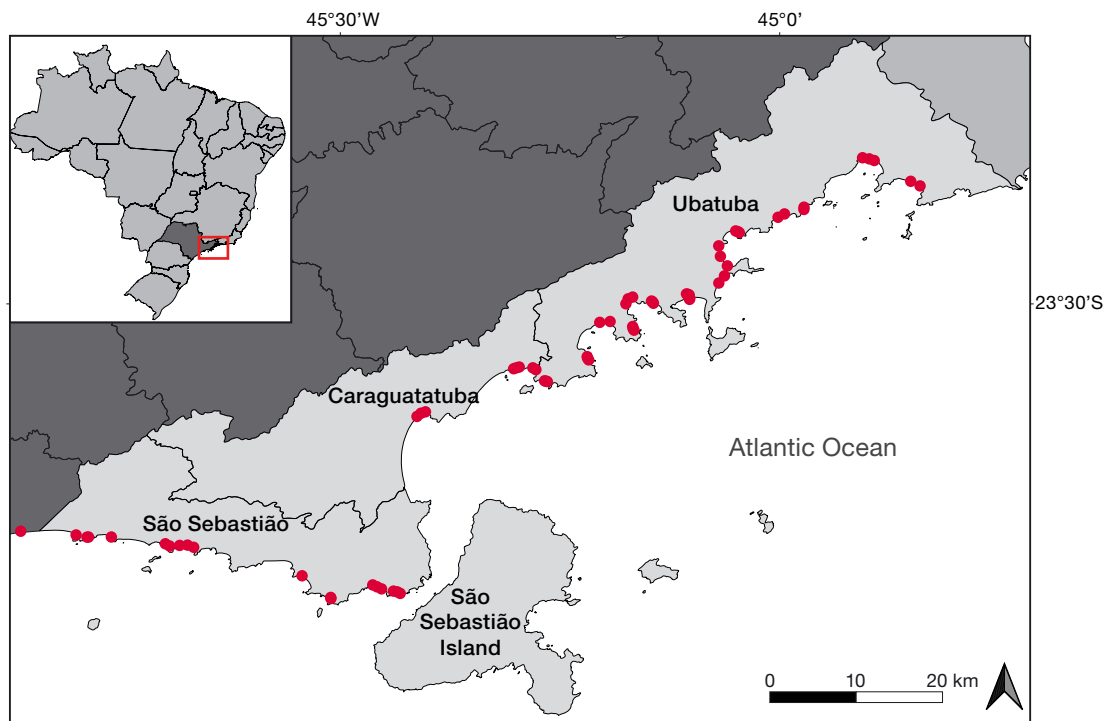 45°30’W
45°0’
Ubatuba
23°30’S
Caraguatatuba
Atlantic Ocean
São Sebastião
São
Sebastião
Island
0
10
20 km